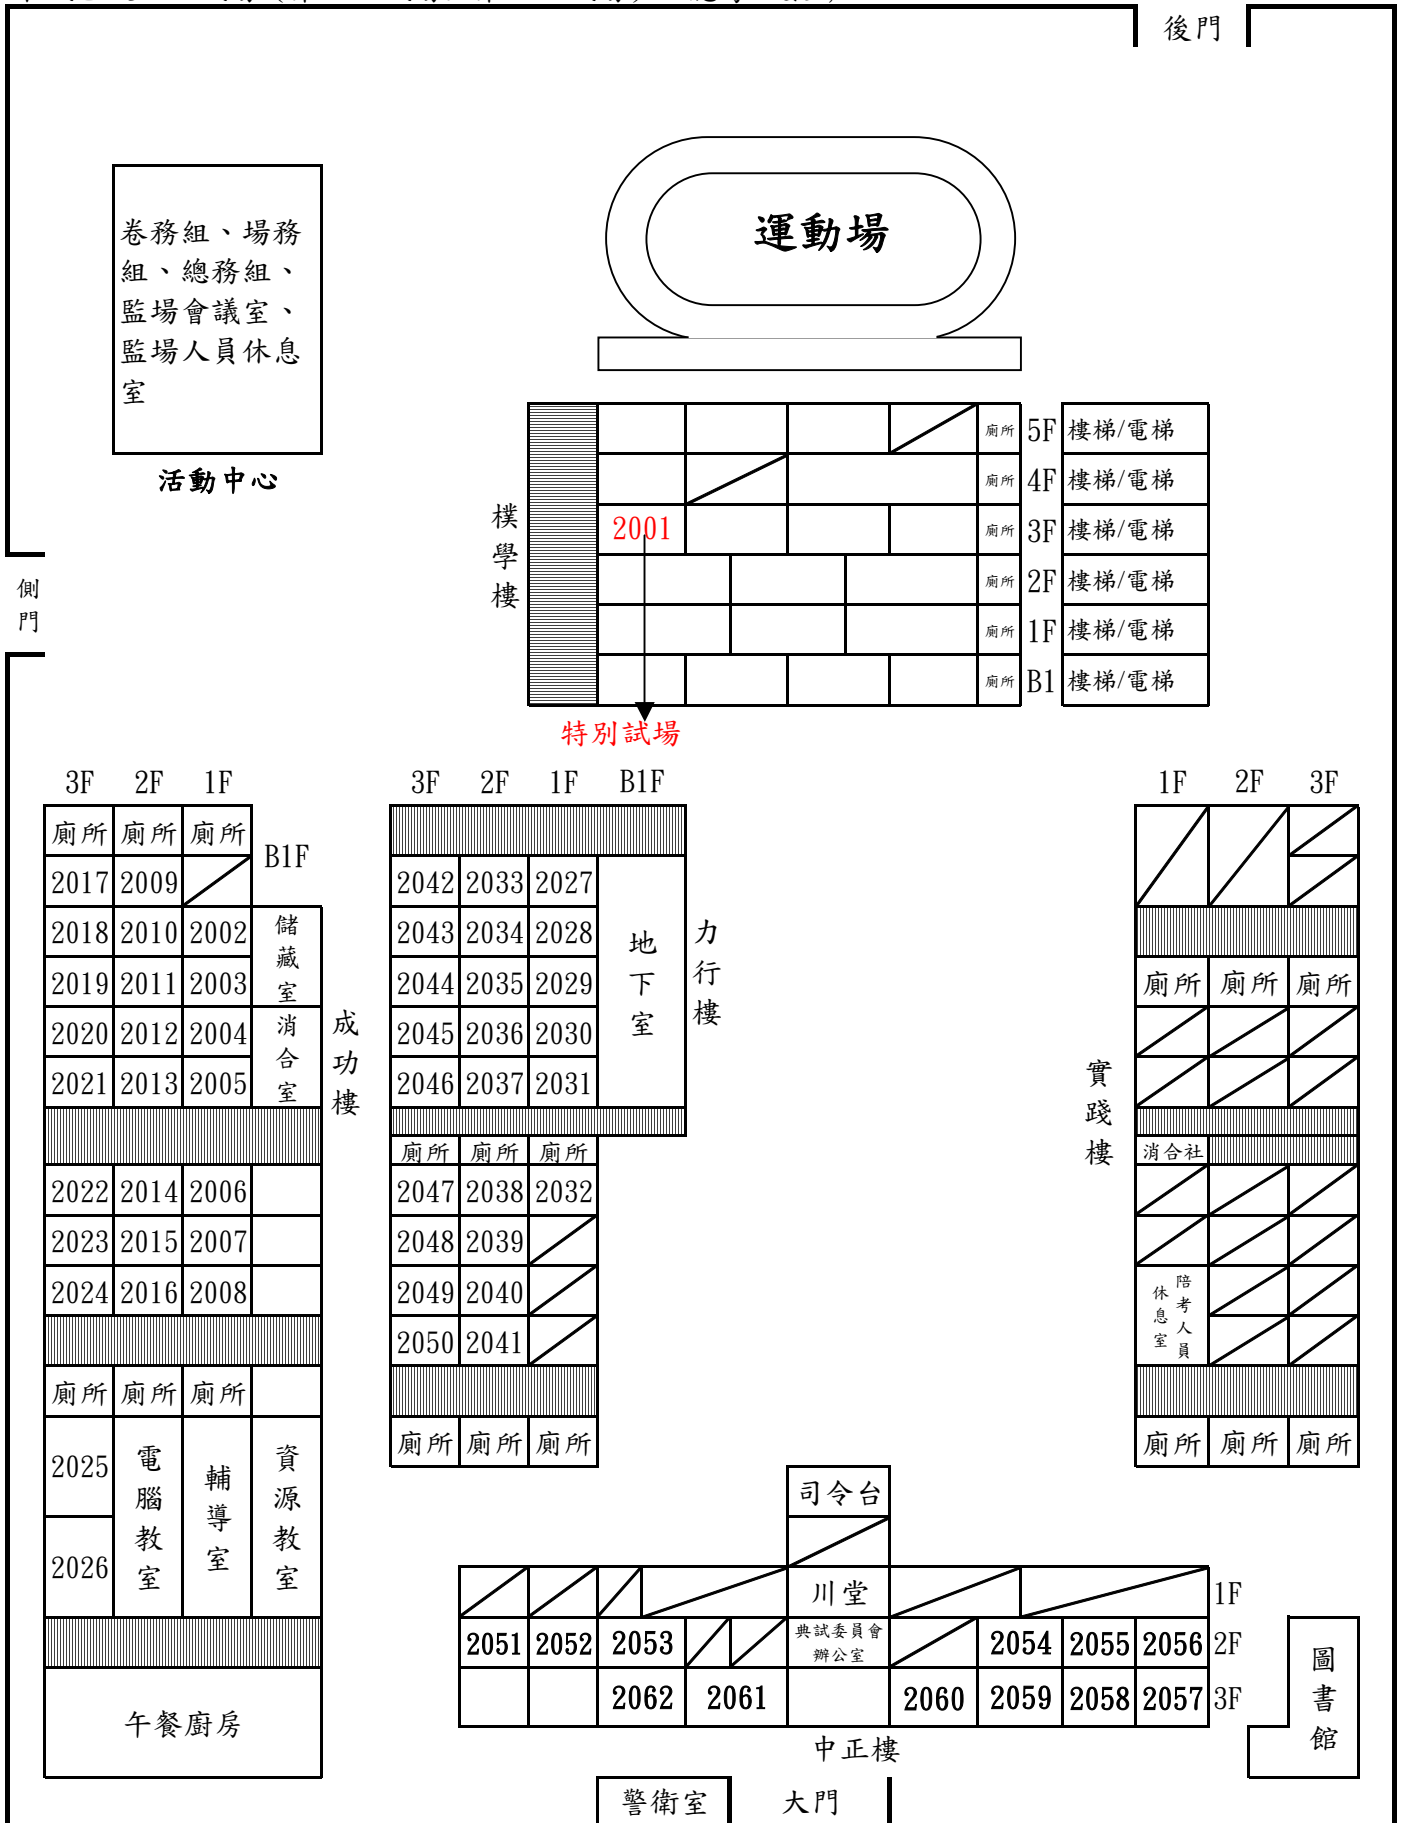 後門
運動場
卷務組、場務
組、總務組、
監場會議室、
監場人員休息
室
活動中心
側門
樸學樓
廁所 5F 樓梯/電梯
廁所 4F 樓梯/電梯
2001 廁所 3F 樓梯/電梯
廁所 2F 樓梯/電梯
廁所 1F 樓梯/電梯
廁所 B1 樓梯/電梯
特別試場
3F 2F 1F
廁所 廁所 廁所
B1F
2017 2009
2018 2010 2002
2019 2011 2003
儲藏室
2020 2012 2004
2021 2013 2005
消合室
成功樓
2022 2014 2006
2023 2015 2007
2024 2016 2008
廁所 廁所 廁所
2025
2026
電腦教室
輔導室
資源教室
午餐廚房
3F 2F 1F B1F
2042 2033 2027
2043 2034 2028
2044 2035 2029
2045 2036 2030
2046 2037 2031
地下室
力行樓
廁所 廁所 廁所
2047 2038 2032
2048 2039
2049 2040
2050 2041
廁所 廁所 廁所
1F 2F 3F
廁所 廁所 廁所
實踐樓
消合社
陪考人員
休息室
廁所 廁所 廁所
司令台
川堂 1F
2051 2052 2053
典試委員會
辦公室
2054 2055 2056 2F
2062 2061 2060 2059 2058 2057 3F
中正樓
圖書館
警衛室 大門